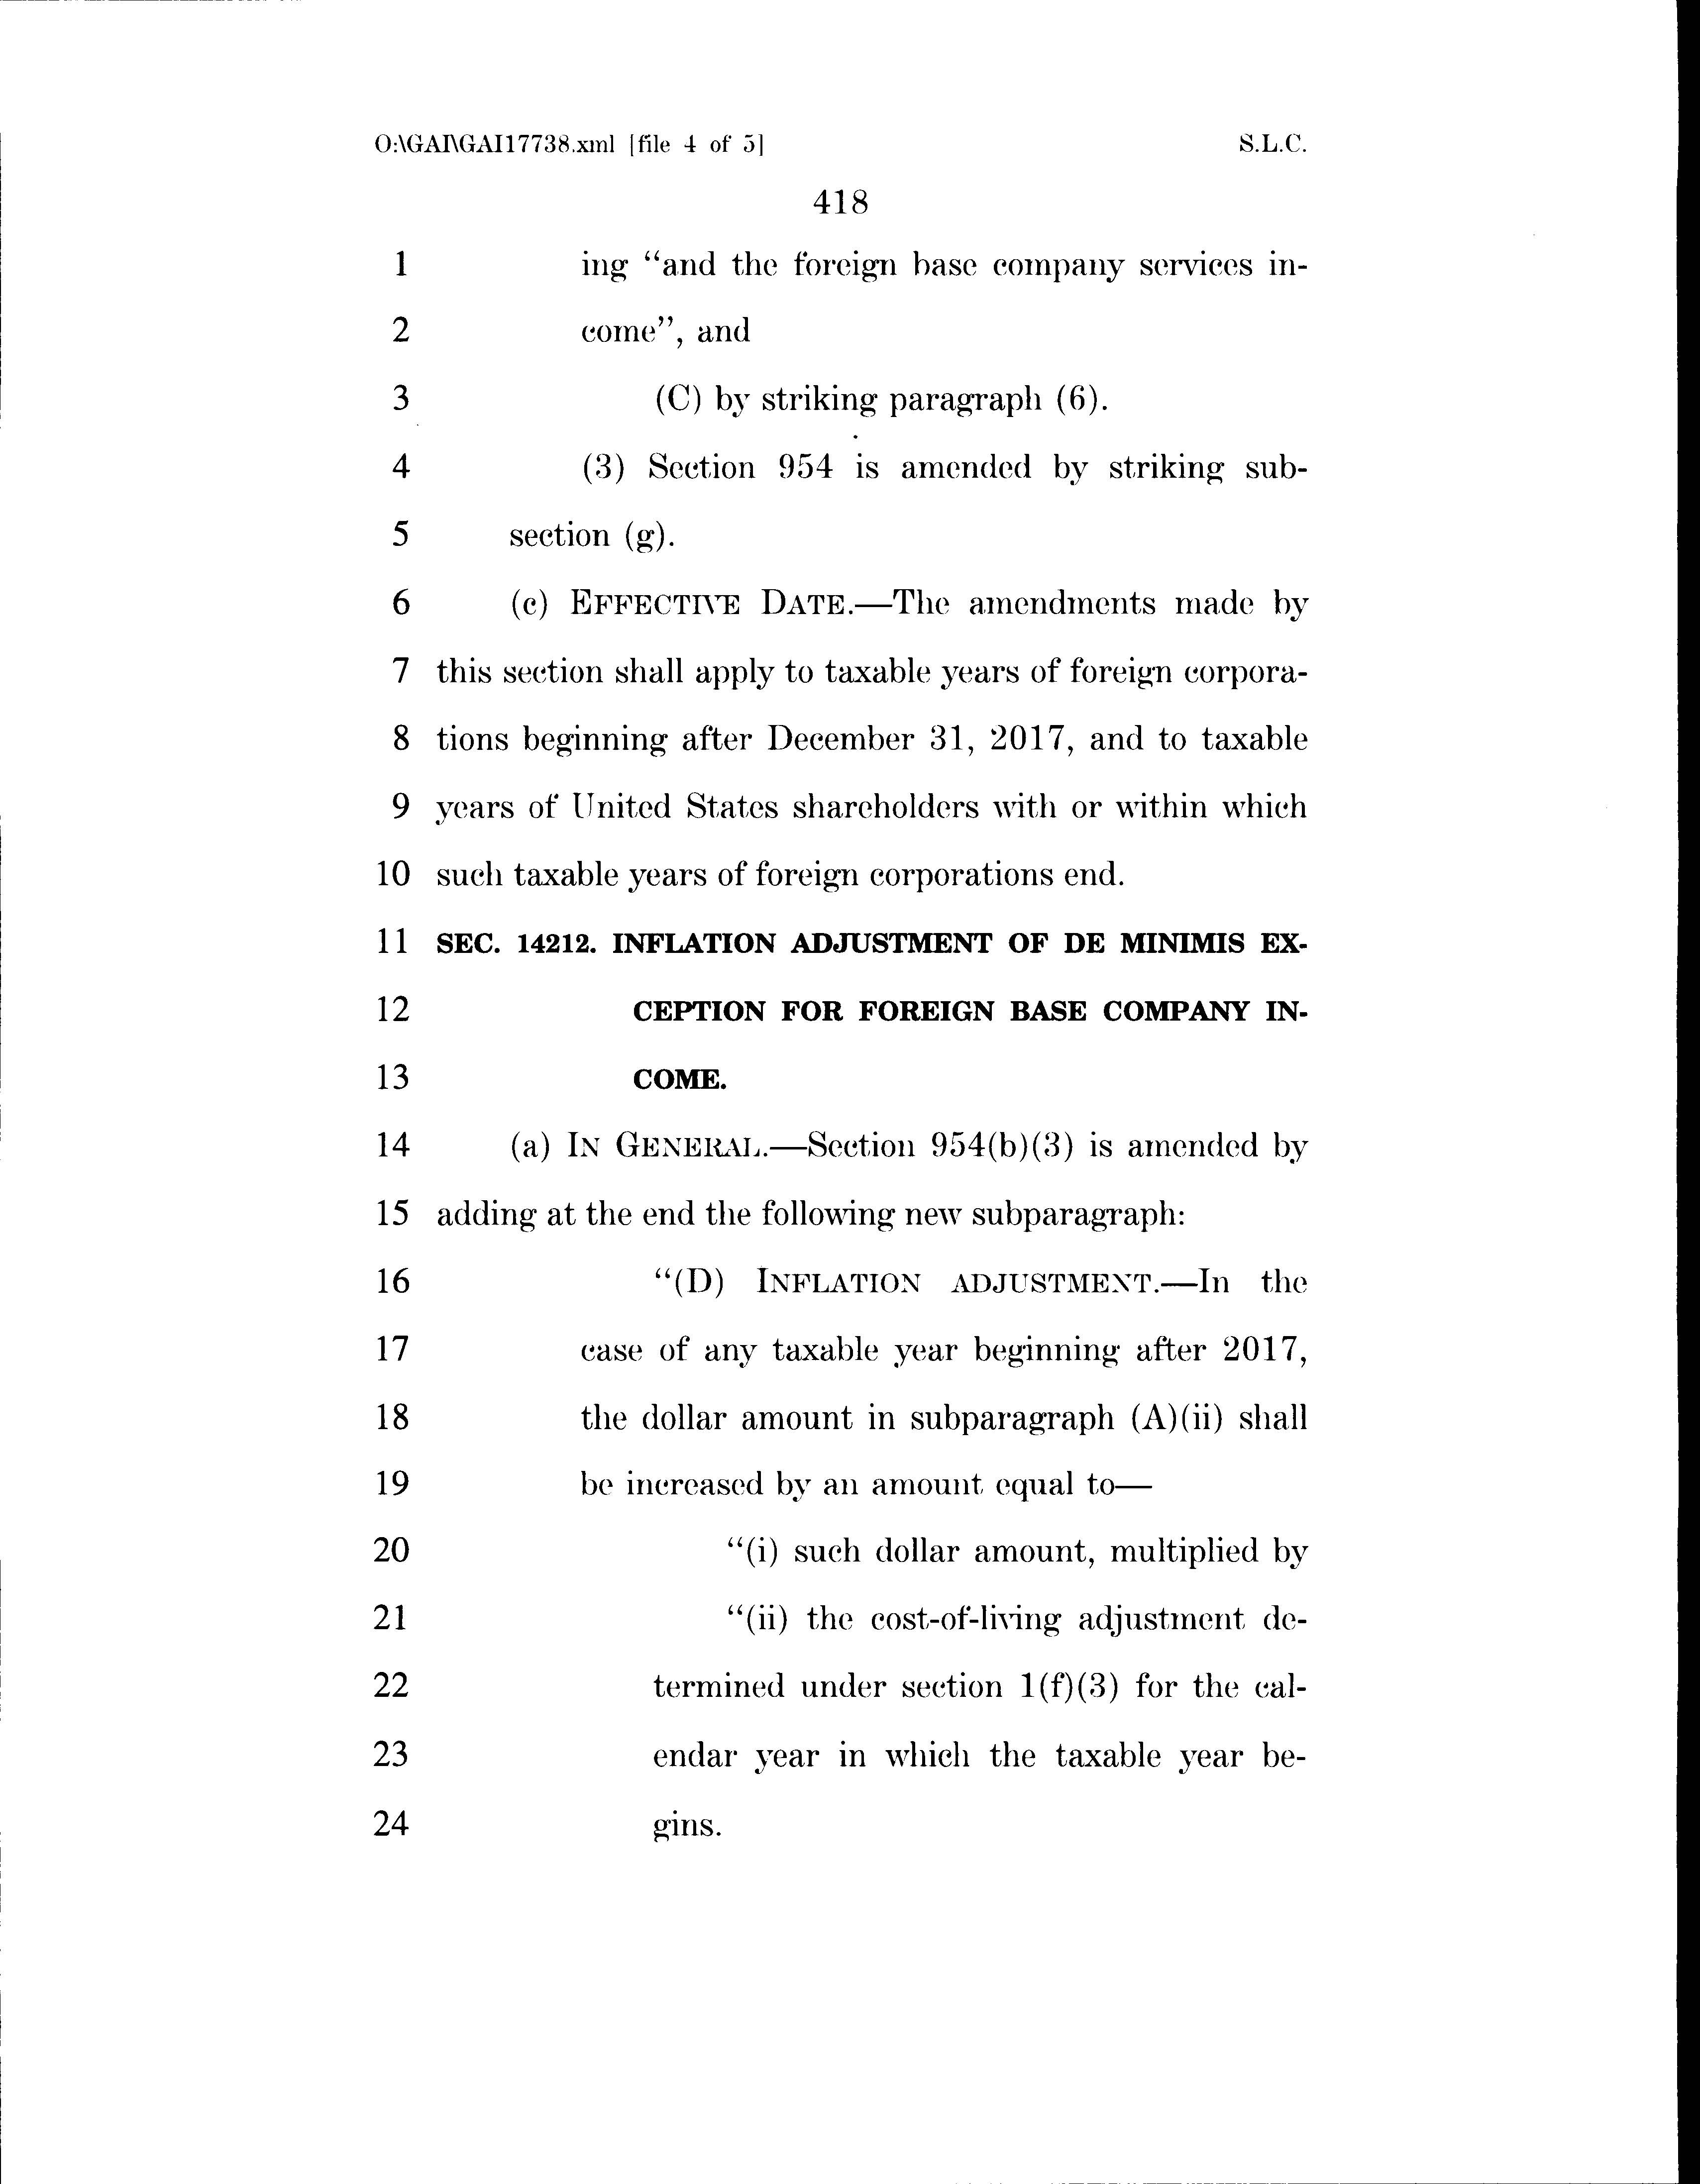 O:\GAI\GAI17738.xml [file 4 of 5] S.L.C.
418
1 ing “and the foreign base company services in-
2 come”, and
3 (C) by striking paragraph (6).
4 (3) Section 954 is amended by striking sub-
5 section (g).
6 (c) EFFECTIVE DATE.—The amendments made by
7 this section shall apply to taxable years of foreign corpora-
8 tions beginning after December 31, 2017, and to taxable
9 years of United States shareholders with or within which
10 such taxable years of foreign corporations end.
11 SEC. 14212. INFLATION ADJUSTMENT OF DE MINIMIS EX-
12 CEPTION FOR FOREIGN BASE COMPANY IN-
13 COME.
14 (a) IN GENERAL.—Section 954(b)(3) is amended by
15 adding at the end the following new subparagraph:
16 “(D) INFLATION ADJUSTMENT.—In the
17 case of any taxable year beginning after 2017,
18 the dollar amount in subparagraph (A)(ii) shall
19 be increased by an amount equal to—
20 “(i) such dollar amount, multiplied by
21 “(ii) the cost-of-living adjustment de-
22 termined under section 1(f)(3) for the cal-
23 endar year in which the taxable year be-
24 gins.